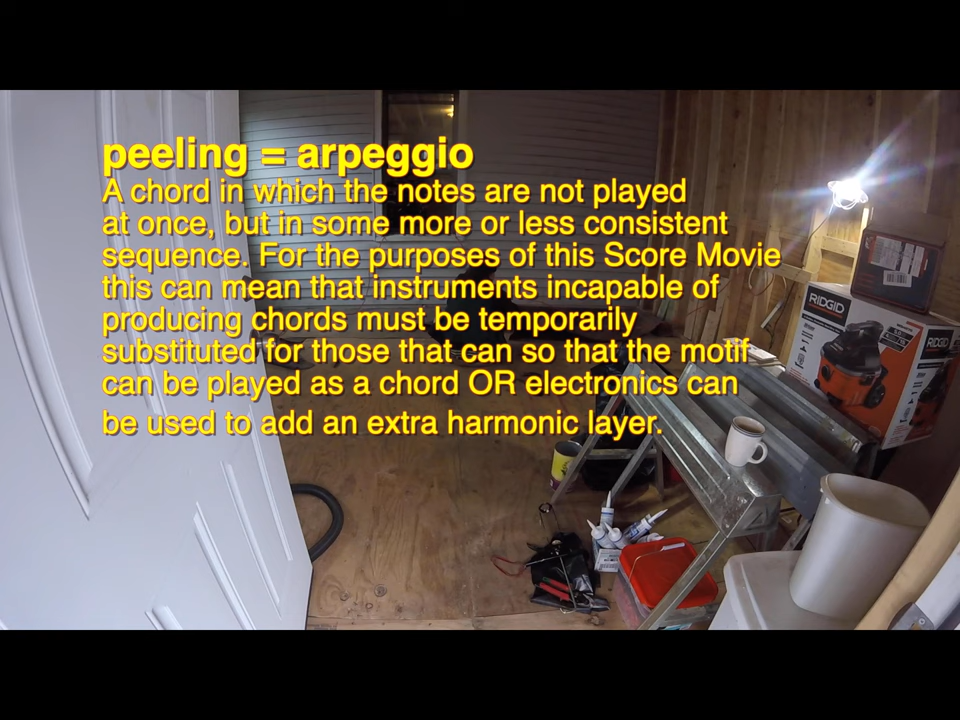 peeling = arpeggio
A chord in which the notes are not played
at once, but in some more or less consistent
sequence. For the purposes of this Score Movie
this can mean that instruments incapable of
producing chords must be temporarily
substituted for those that can so that the motif
can be played as a chord OR electronics can
be used to add an extra harmonic layer.
RIDGID
RIDGID